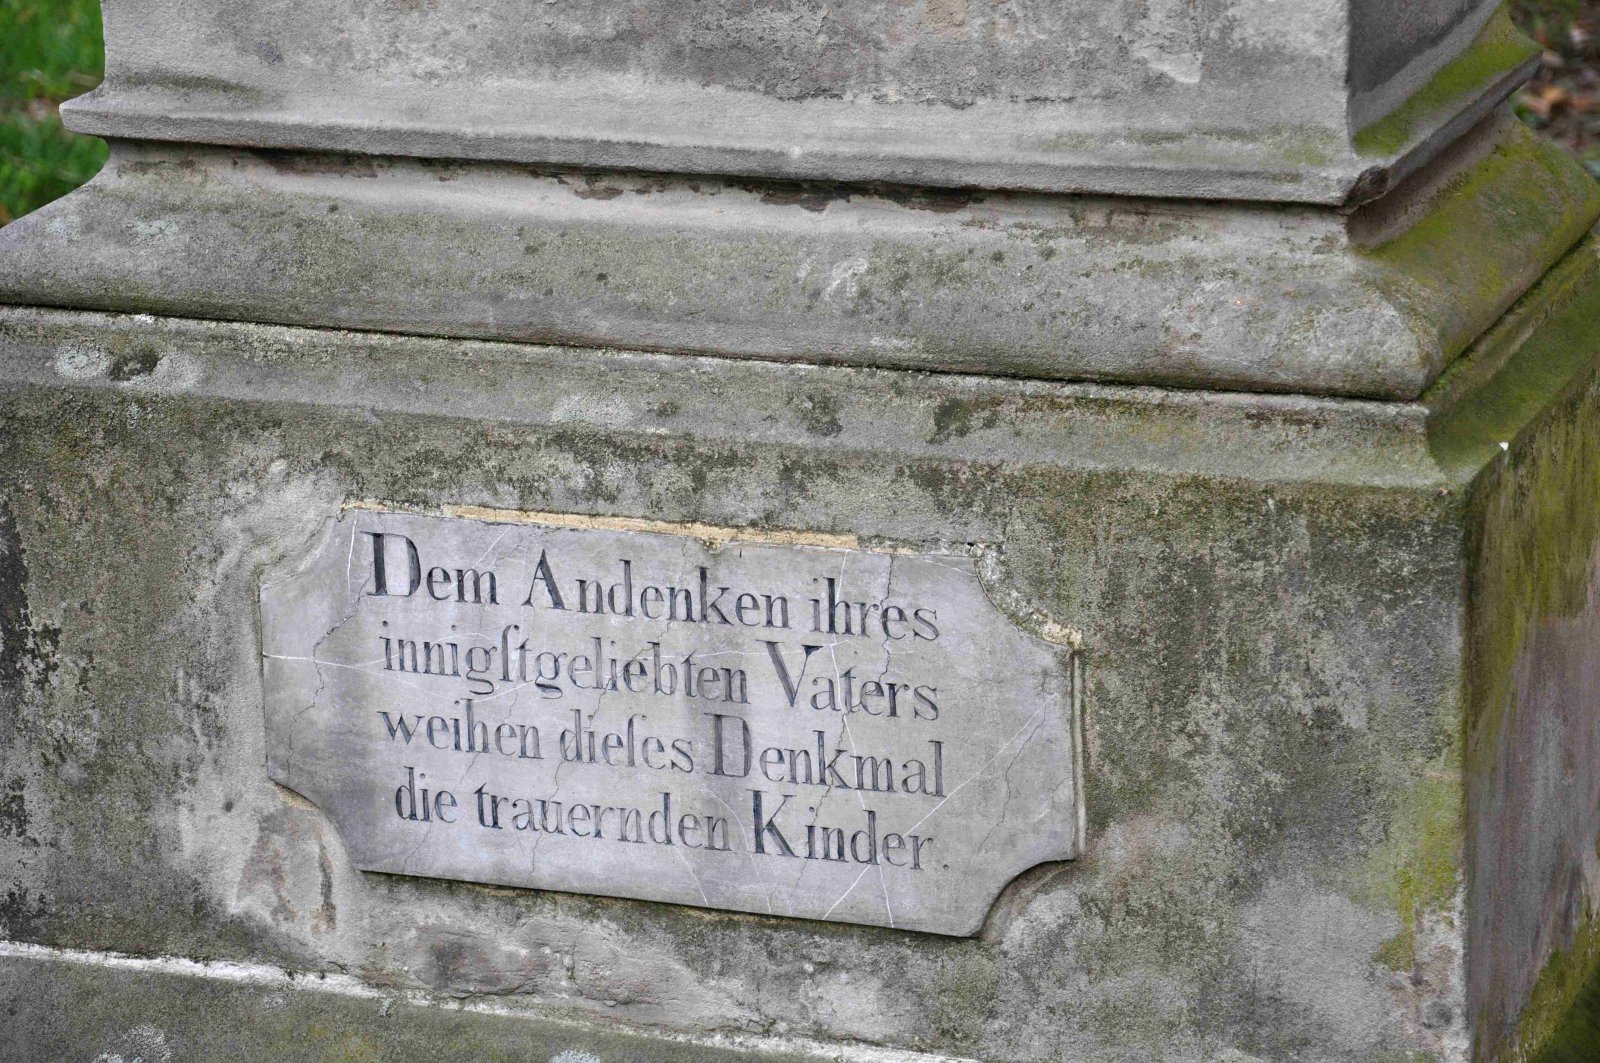 Dem Andenken ihres
innigſtgeliebten Vaters
weihen dieſes Denkmal
die trauernden Kinder.